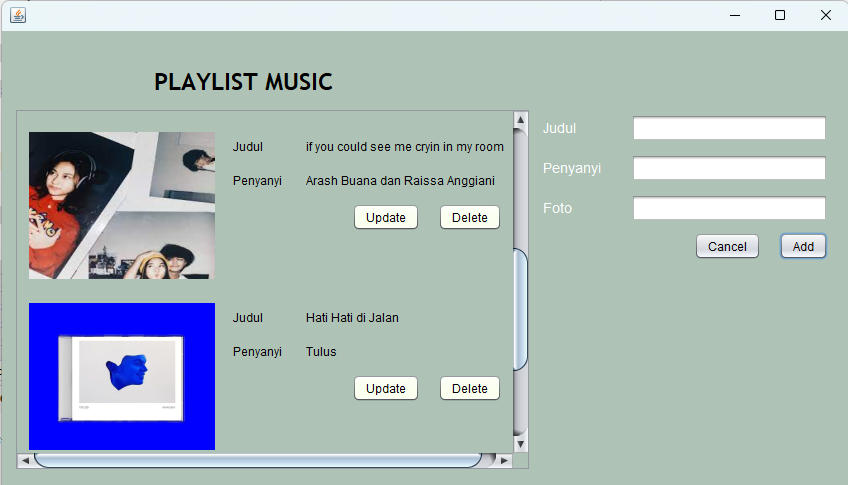 PLAYLIST MUSIC
Judul if you could see me cryin in my room
Penyanyi Arash Buana dan Raissa Anggiani
Update Delete
Judul Hati Hati di Jalan
Penyanyi Tulus
Update Delete
Judul
Penyanyi
Foto
Cancel Add